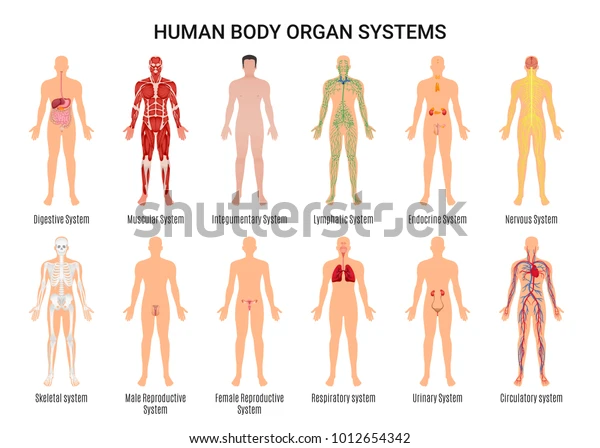 HUMAN BODY ORGAN SYSTEMS
Digestive System
Muscular System
Integumentary System
Lymphatic System
Endocrine System
Nervous System
Skeletal system
Male Reproductive
System
Female Reproductive
System
Respiratory system
Urinary System
Circulatory system
shutterstock
shutterstock.com · 1012654342